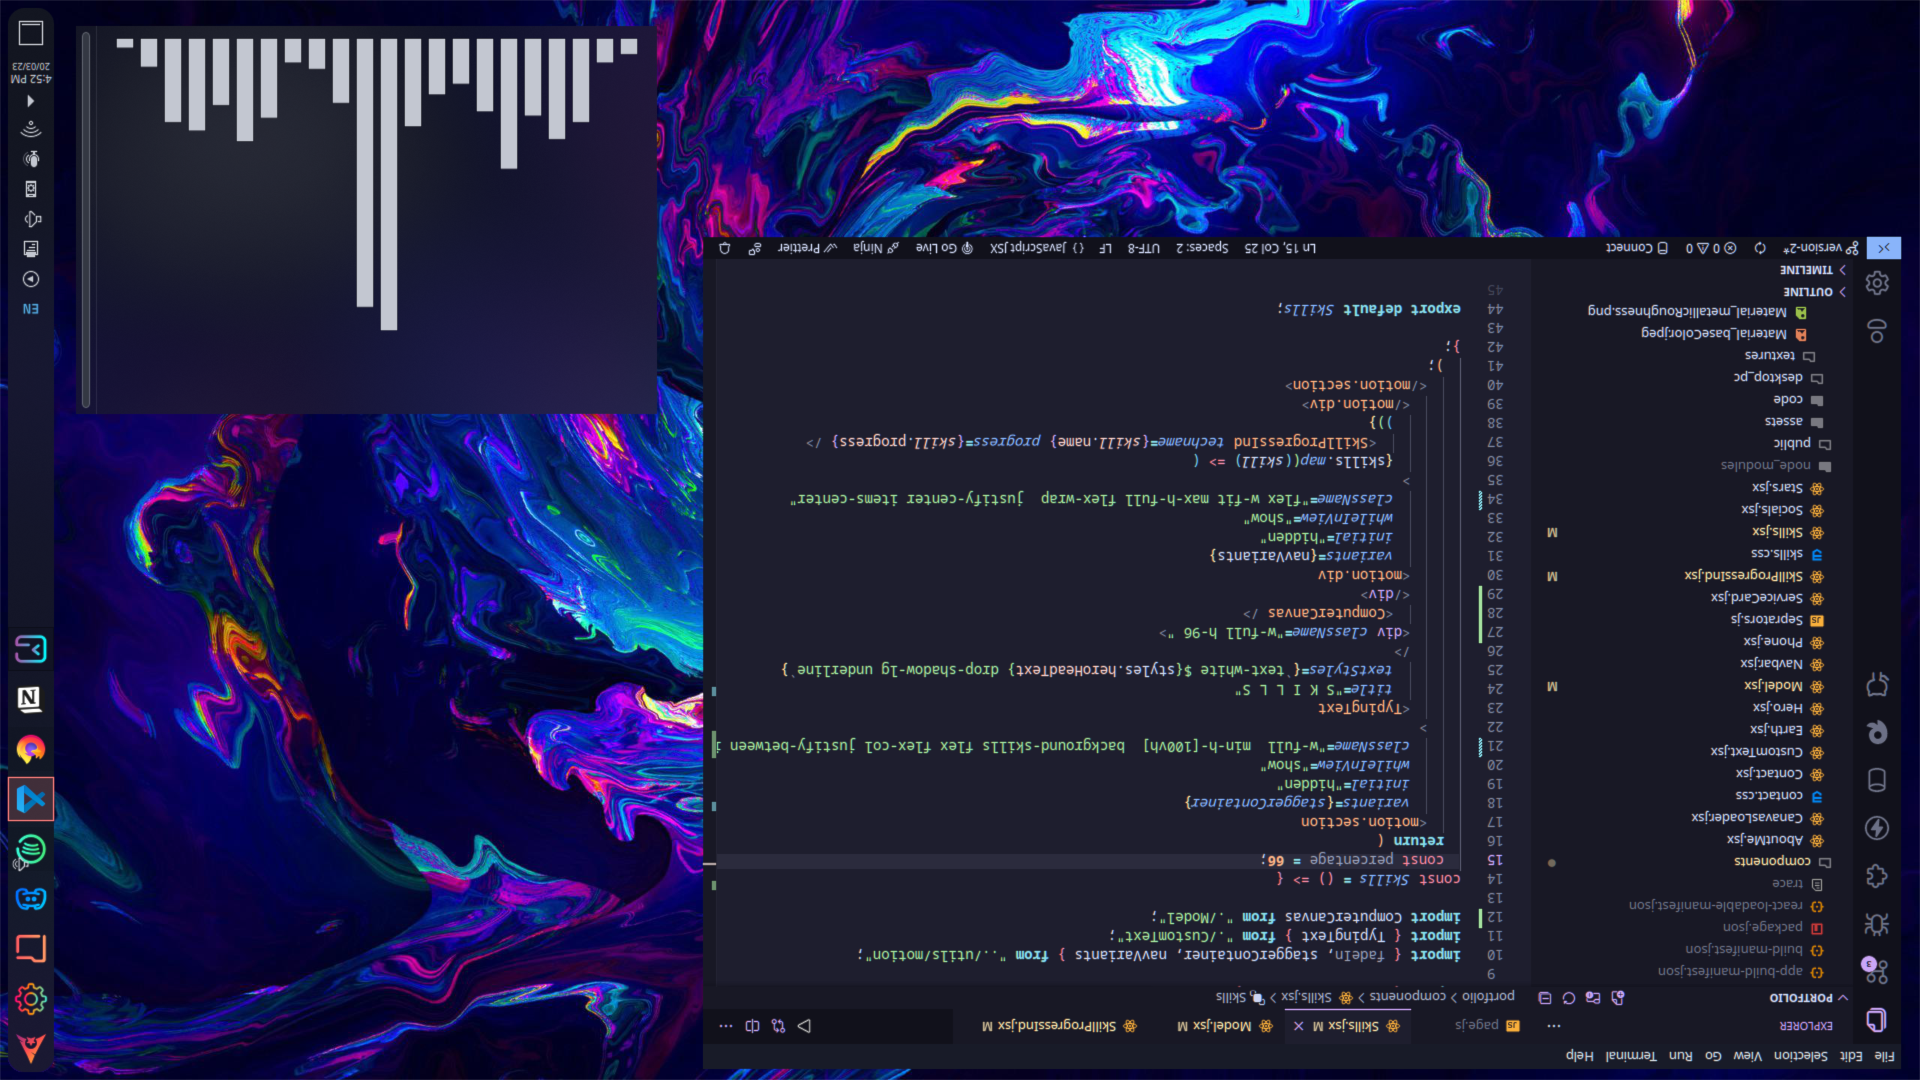 File Edit Selection View Go Run Terminal Help
EXPLORER
PORTFOLIO
app-build-manifest.json
build-manifest.json
package.json
react-loadable-manifest.json
trace
components
AboutMe.jsx
CanavasLoader.jsx
contact.css
Contact.jsx
CustomText.jsx
Earth.jsx
Hero.jsx
Model.jsx M
Navbar.jsx
Phone.jsx
Seprators.js
ServiceCard.jsx
SkillProgressInd.jsx M
skills.css
Skills.jsx M
Socials.jsx
Stars.jsx
node_modules
public
assets
code
desktop_pc
textures
Material_baseColor.jpeg
Material_metallicRoughness.png
OUTLINE
TIMELINE
3
page.js
Skills.jsx M
Model.jsx M
SkillProgressInd.jsx M
portfolio > components > Skills.jsx > Skills
9
10 import { fadeIn, staggerContainer, navVariants } from "../utils/motion";
11 import { TypingText } from "./CustomText";
12 import ComputerCanvas from "./Model";
13
14 const Skills = () => {
15 const percentage = 66;
16 return (
17 <motion.section
18 variants={staggerContainer}
19 initial="hidden"
20 whileInView="show"
21 className="w-full  min-h-[100vh]  background-skills flex flex-col justify-between
22 >
23 <TypingText
24 title="S K I L L S"
25 textStyles={`text-white ${styles.heroHeadText} drop-shadow-lg underline`}
26 />
27 <div className="w-full h-96 ">
28 <ComputerCanvas />
29 </div>
30 <motion.div
31 variants={navVariants}
32 initial="hidden"
33 whileInView="show"
34 className="flex w-fit max-h-full flex-wrap  justify-center items-center"
35 >
36 {skills.map((skill) => (
37 <SkillProgressInd techname={skill.name} progress={skill.progress} />
38 ))}
39 </motion.div>
40 </motion.section>
41 );
42 };
43
44 export default Skills;
45
version-2* 0 0 Connect
Ln 15, Col 25 Spaces: 2 UTF-8 LF {} JavaScript JSX Go Live Ninja Prettier
EN
4:52 PM
20/03/23